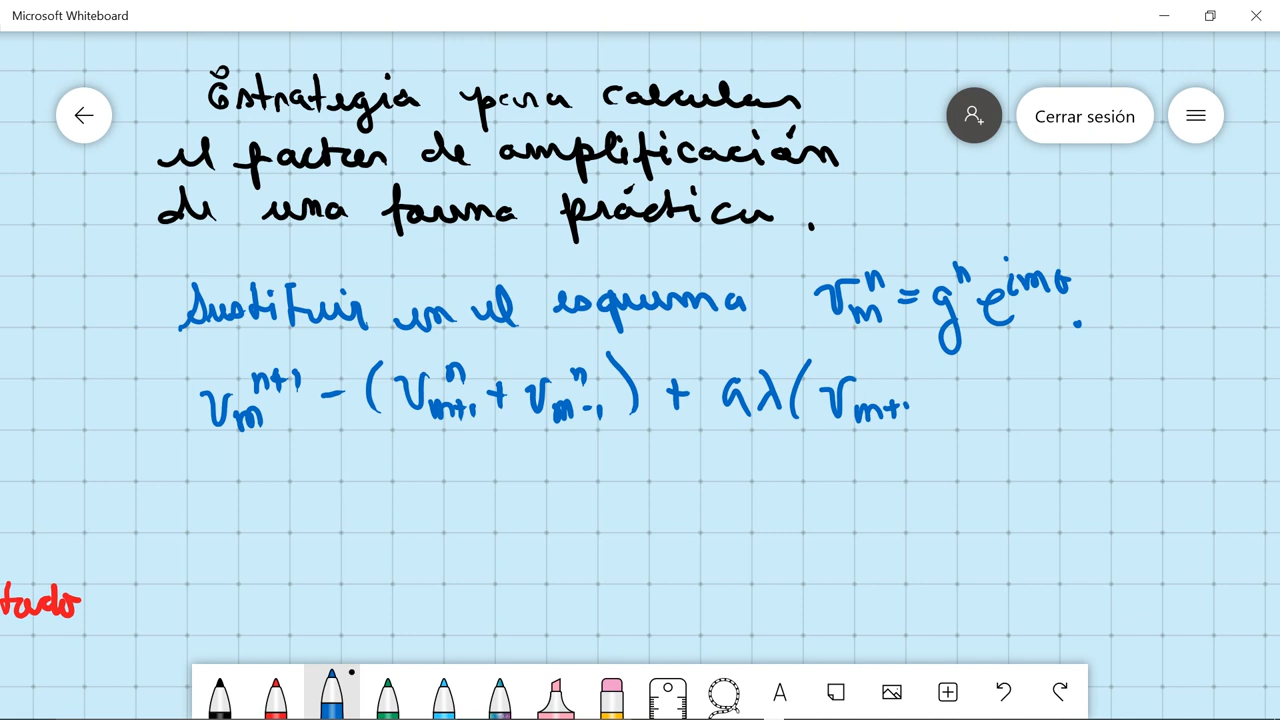 Microsoft Whiteboard
Estrategia para calcular
el factor de amplificación
de una forma práctica.
Cerrar sesión
Sustituir en el esquema v_m^n = g^n e^{imθ}.
v_m^{n+1} - (v_{m+1}^n + v_{m-1}^n) + aλ(v_{m+1}
tado
A